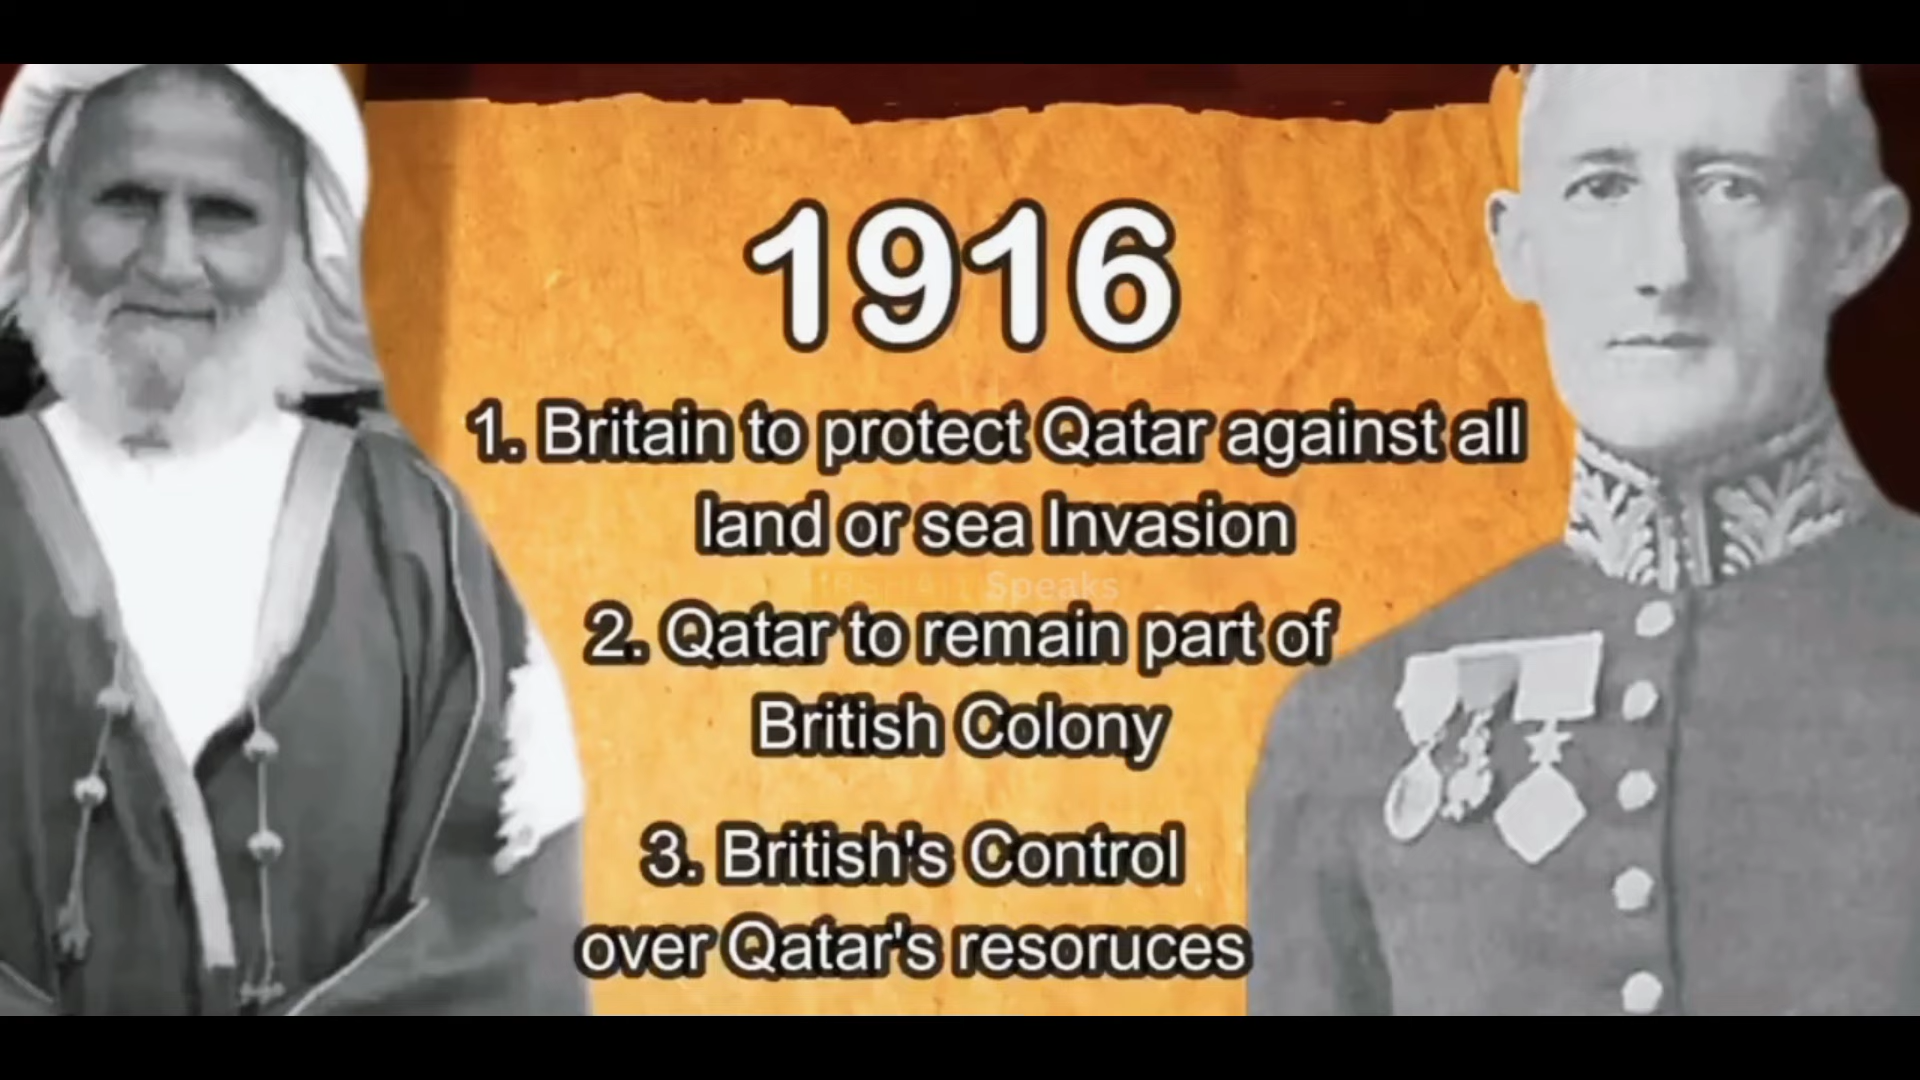 1916
1. Britain to protect Qatar against all
land or sea Invasion
Speaks
2. Qatar to remain part of
British Colony
3. British's Control
over Qatar's resoruces